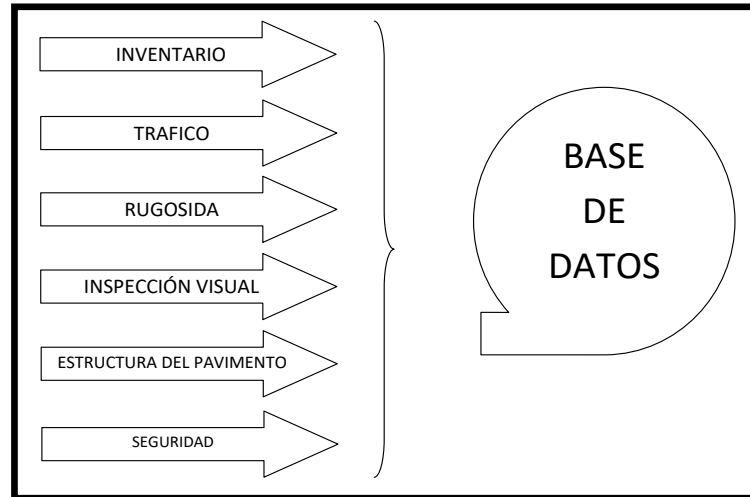 INVENTARIO
TRAFICO
RUGOSIDA
INSPECCIÓN VISUAL
ESTRUCTURA DEL PAVIMENTO
SEGURIDAD
BASE
DE
DATOS